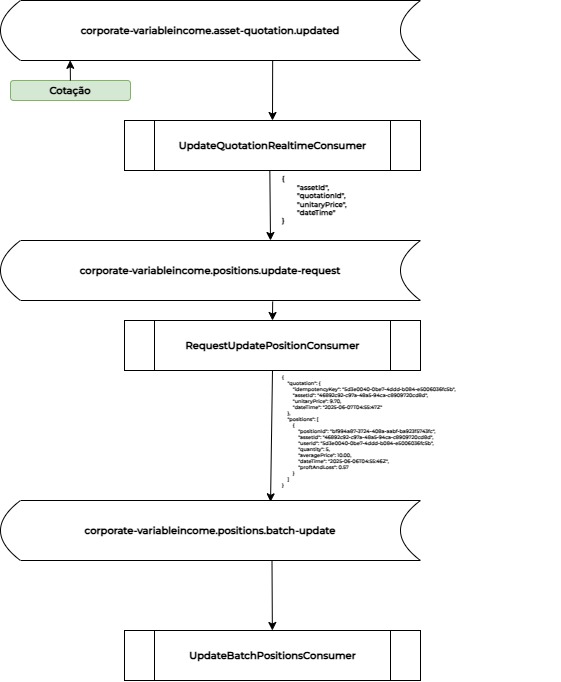 corporate-variableincome.asset-quotation.updated
Cotação
UpdateQuotationRealtimeConsumer
{
"assetId",
"quotationId",
"unitaryPrice",
"dateTime"
}
corporate-variableincome.positions.update-request
RequestUpdatePositionConsumer
{
"quotation": {
"idempotencyKey": "5d3e0040-0be7-4ddd-b084-e5006036fc5b",
"assetId": "46892c92-c97a-48a5-94ca-c8909720cd8d",
"unitaryPrice": 9.70,
"dateTime": "2025-06-07T04:55:47Z"
},
"positions": [
{
"positionId": "bf994a87-3724-408a-aabf-ba923f5743fc",
"assetId": "46892c92-c97a-48a5-94ca-c8909720cd8d",
"userId": "5d3e0040-0be7-4ddd-b084-e5006036fc5b",
"quantity": 5,
"averagePrice": 10.00,
"dateTime": "2025-06-06T04:55:46Z",
"profitAndLoss": 0.57
}
]
}
corporate-variableincome.positions.batch-update
UpdateBatchPositionsConsumer